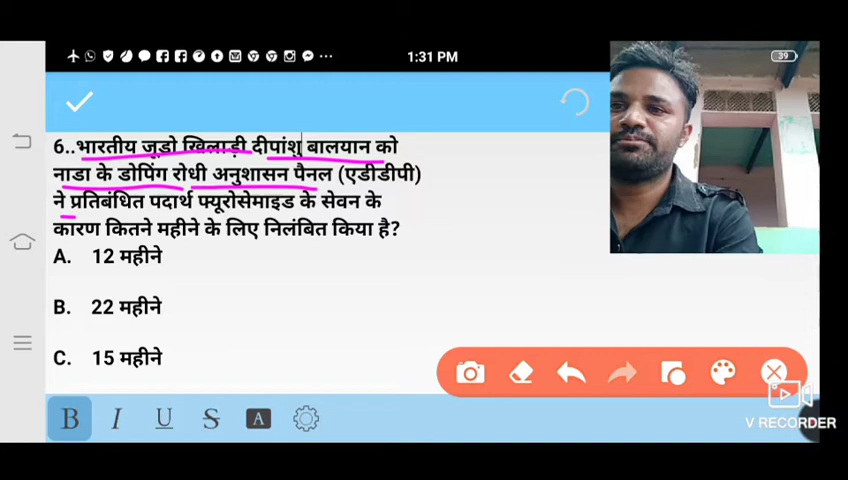 1:31 PM
39
6..भारतीय जूडो खिलाड़ी दीपांशु बालयान को
नाडा के डोपिंग रोधी अनुशासन पैनल (एडीडीपी)
ने प्रतिबंधित पदार्थ फ्यूरोसेमाइड के सेवन के
कारण कितने महीने के लिए निलंबित किया है?
A. 12 महीने
B. 22 महीने
C. 15 महीने
B I U S A
V RECORDER